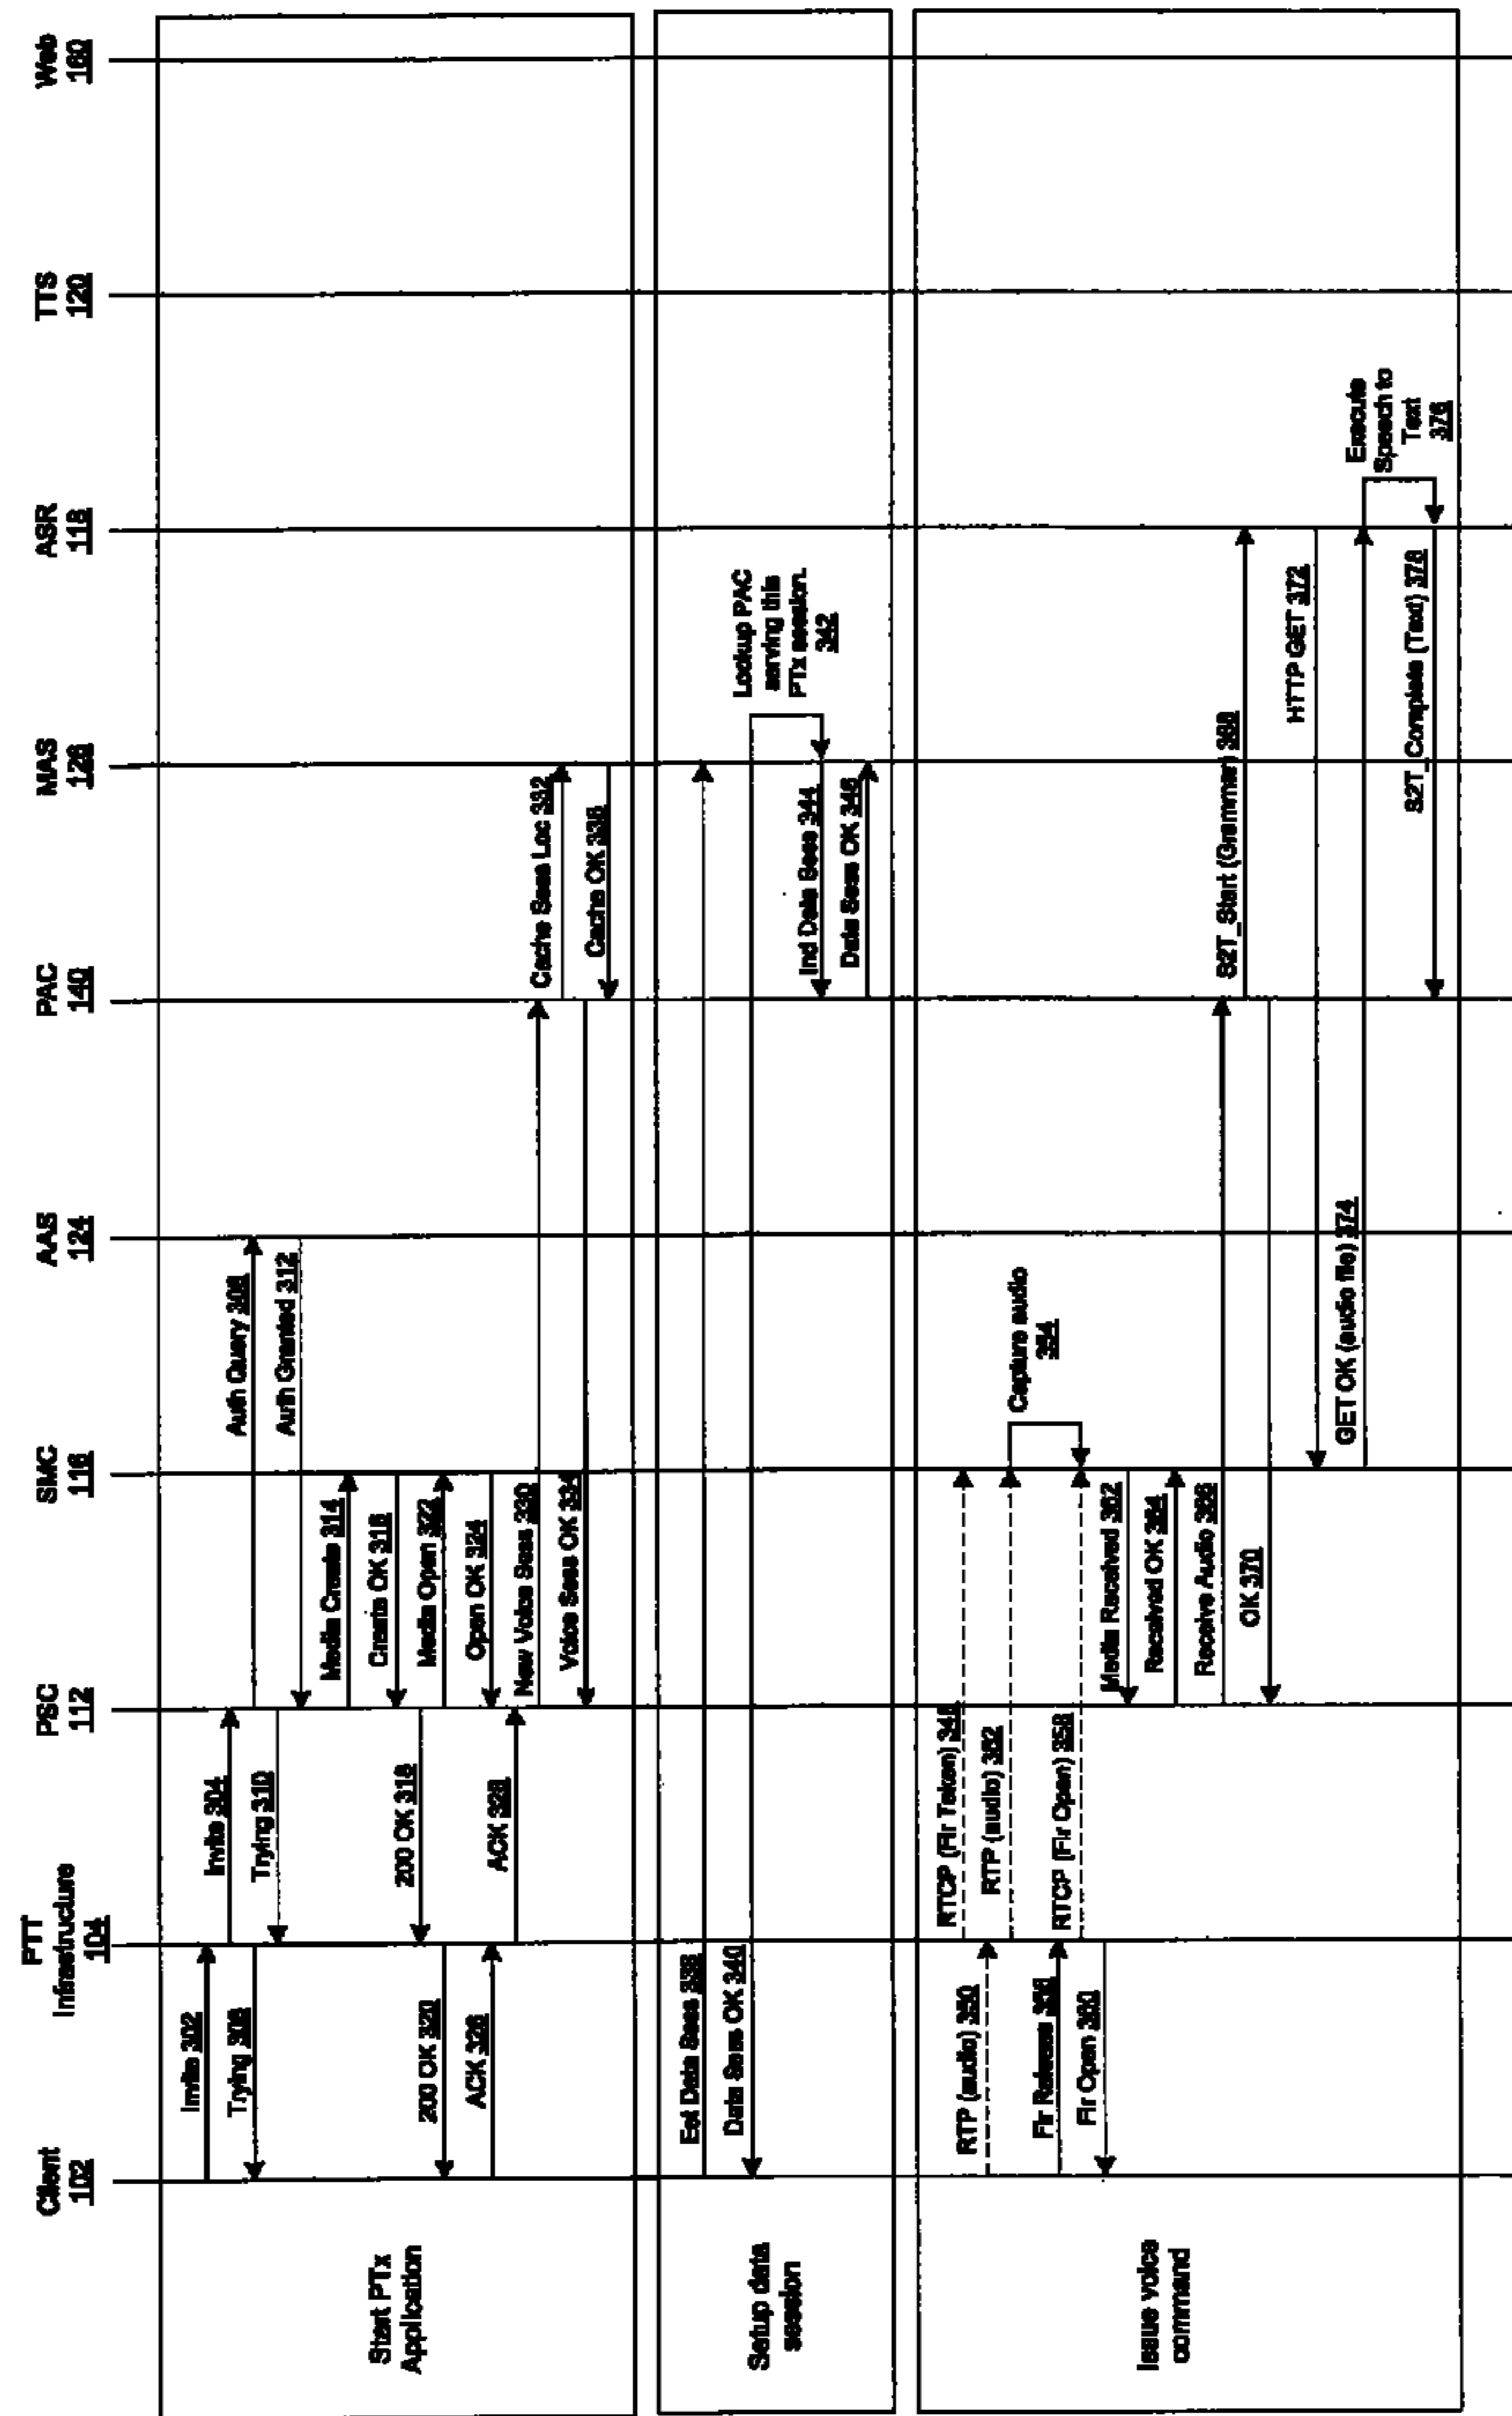 Client
102
PTT
Infrastructure
104
PSC
112
SMC
116
AAS
124
PAC
140
MAS
126
ASR
118
TTS
120
Web
160
Start PTx
Application
Invite 302
Invite 304
Trying 306
Auth Query 308
Trying 310
Auth Granted 312
Media Create 314
Create OK 316
200 OK 318
200 OK 320
Media Open 322
Open OK 324
ACK 326
ACK 328
New Voice Sess 330
Cache Sess Loc 332
Voice Sess OK 334
Cache OK 336
Setup data
session
Est Data Sess 338
Data Sess OK 340
Lookup PAC
serving this
PTx session.
342
Ind Data Sess 344
Data Sess OK 346
Issue voice
command
RTCP (Flr Taken) 348
RTP (audio) 350
RTP (audio) 352
Capture audio
354
Flr Release 356
RTCP (Flr Open) 358
Flr Open 360
Media Received 362
Received OK 364
Receive Audio 366
S2T_Start (Grammar) 368
OK 370
HTTP GET 372
GET OK (audio file) 374
Execute
Speech to
Text
376
S2T_Complete (Text) 378